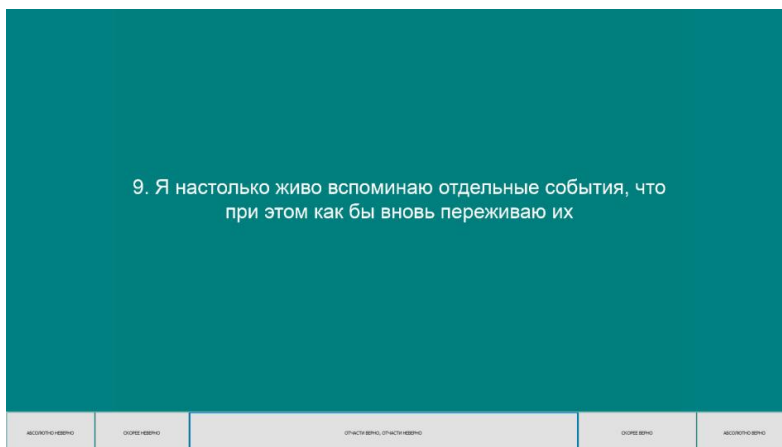 9. Я настолько живо вспоминаю отдельные события, что
при этом как бы вновь переживаю их
АБСОЛЮТНО НЕВЕРНО
СКОРЕЕ НЕВЕРНО
ОТЧАСТИ ВЕРНО, ОТЧАСТИ НЕВЕРНО
СКОРЕЕ ВЕРНО
АБСОЛЮТНО ВЕРНО